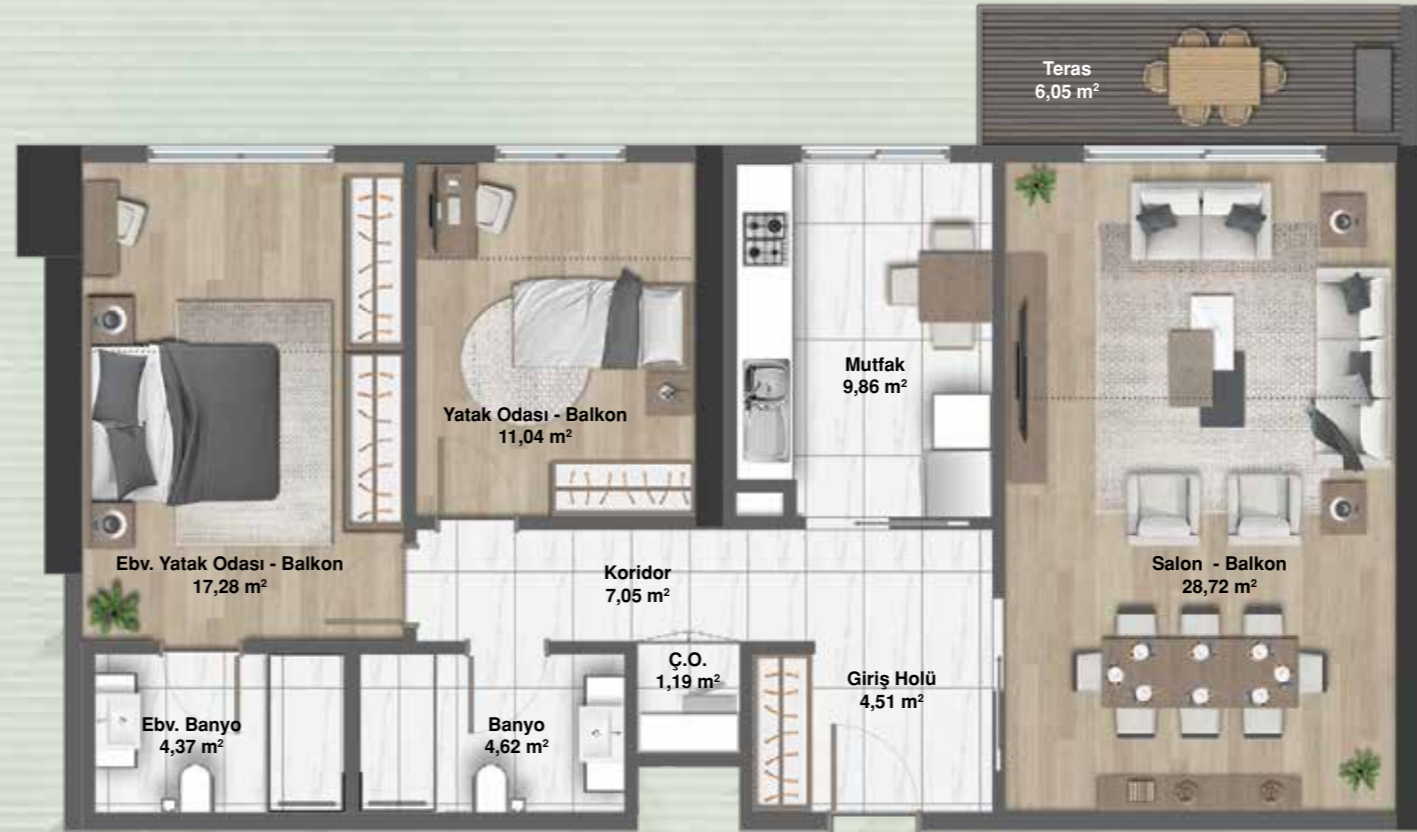 Teras
6,05 m²
Mutfak
9,86 m²
Yatak Odası - Balkon
11,04 m²
Ebv. Yatak Odası - Balkon
17,28 m²
Koridor
7,05 m²
Salon - Balkon
28,72 m²
Ç.O.
1,19 m²
Giriş Holü
4,51 m²
Ebv. Banyo
4,37 m²
Banyo
4,62 m²